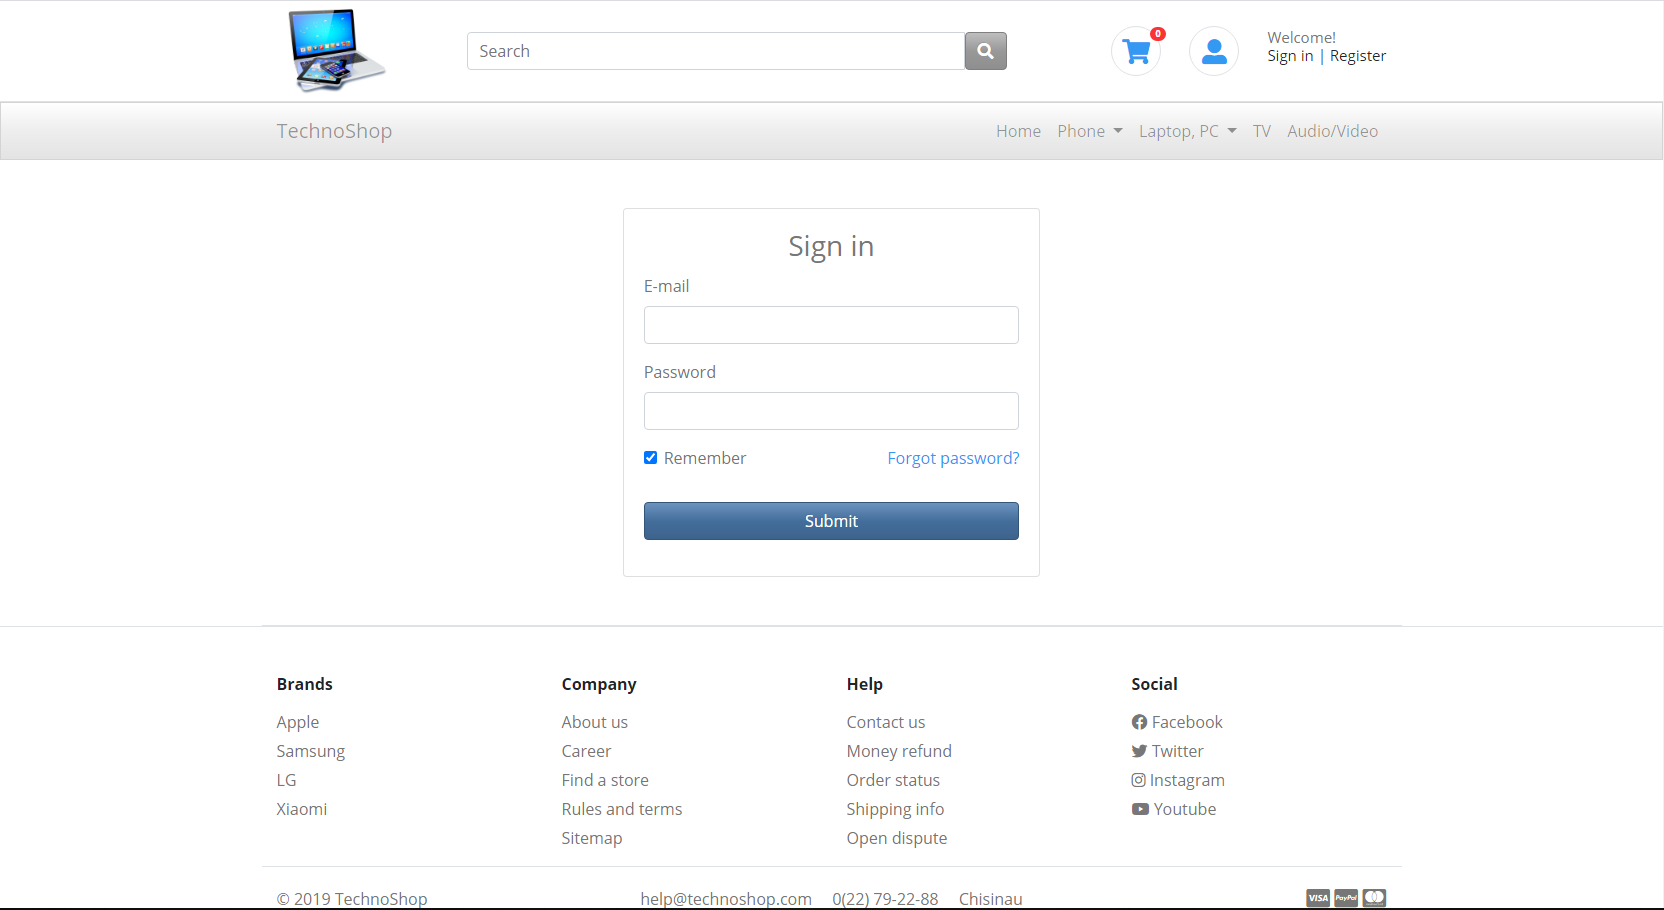 Search
0
Welcome!
Sign in | Register
TechnoShop
Home Phone Laptop, PC TV Audio/Video
Sign in
E-mail
Password
Remember Forgot password?
Submit
Brands
Apple
Samsung
LG
Xiaomi
Company
About us
Career
Find a store
Rules and terms
Sitemap
Help
Contact us
Money refund
Order status
Shipping info
Open dispute
Social
Facebook
Twitter
Instagram
Youtube
© 2019 TechnoShop help@technoshop.com 0(22) 79-22-88 Chisinau VISA PayPal